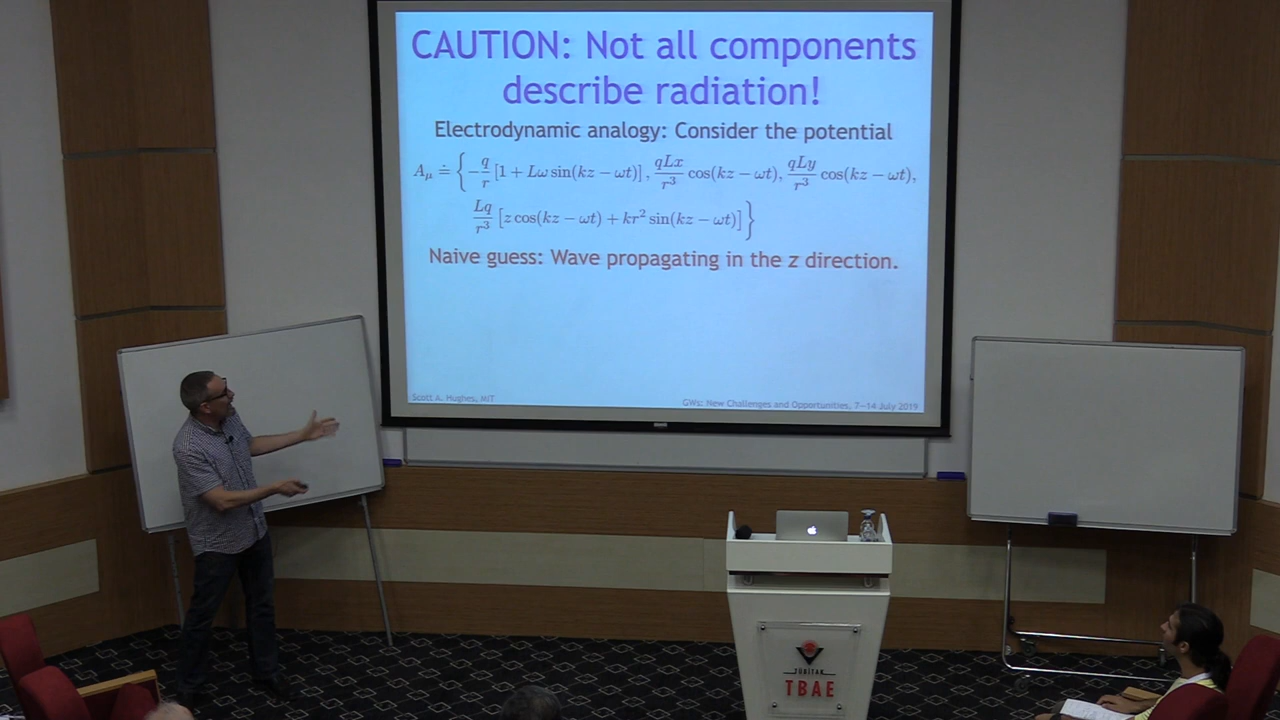 CAUTION: Not all components
describe radiation!
Electrodynamic analogy: Consider the potential
A_μ ≐ { −q/r [1 + Lω sin(kz − ωt)], qLx/r³ cos(kz − ωt), qLy/r³ cos(kz − ωt),
Lq/r³ [z cos(kz − ωt) + kr² sin(kz − ωt)] }
Naive guess: Wave propagating in the z direction.
Scott A. Hughes, MIT
GWs: New Challenges and Opportunities, 7−14 July 2019
TÜBİTAK
TBAE